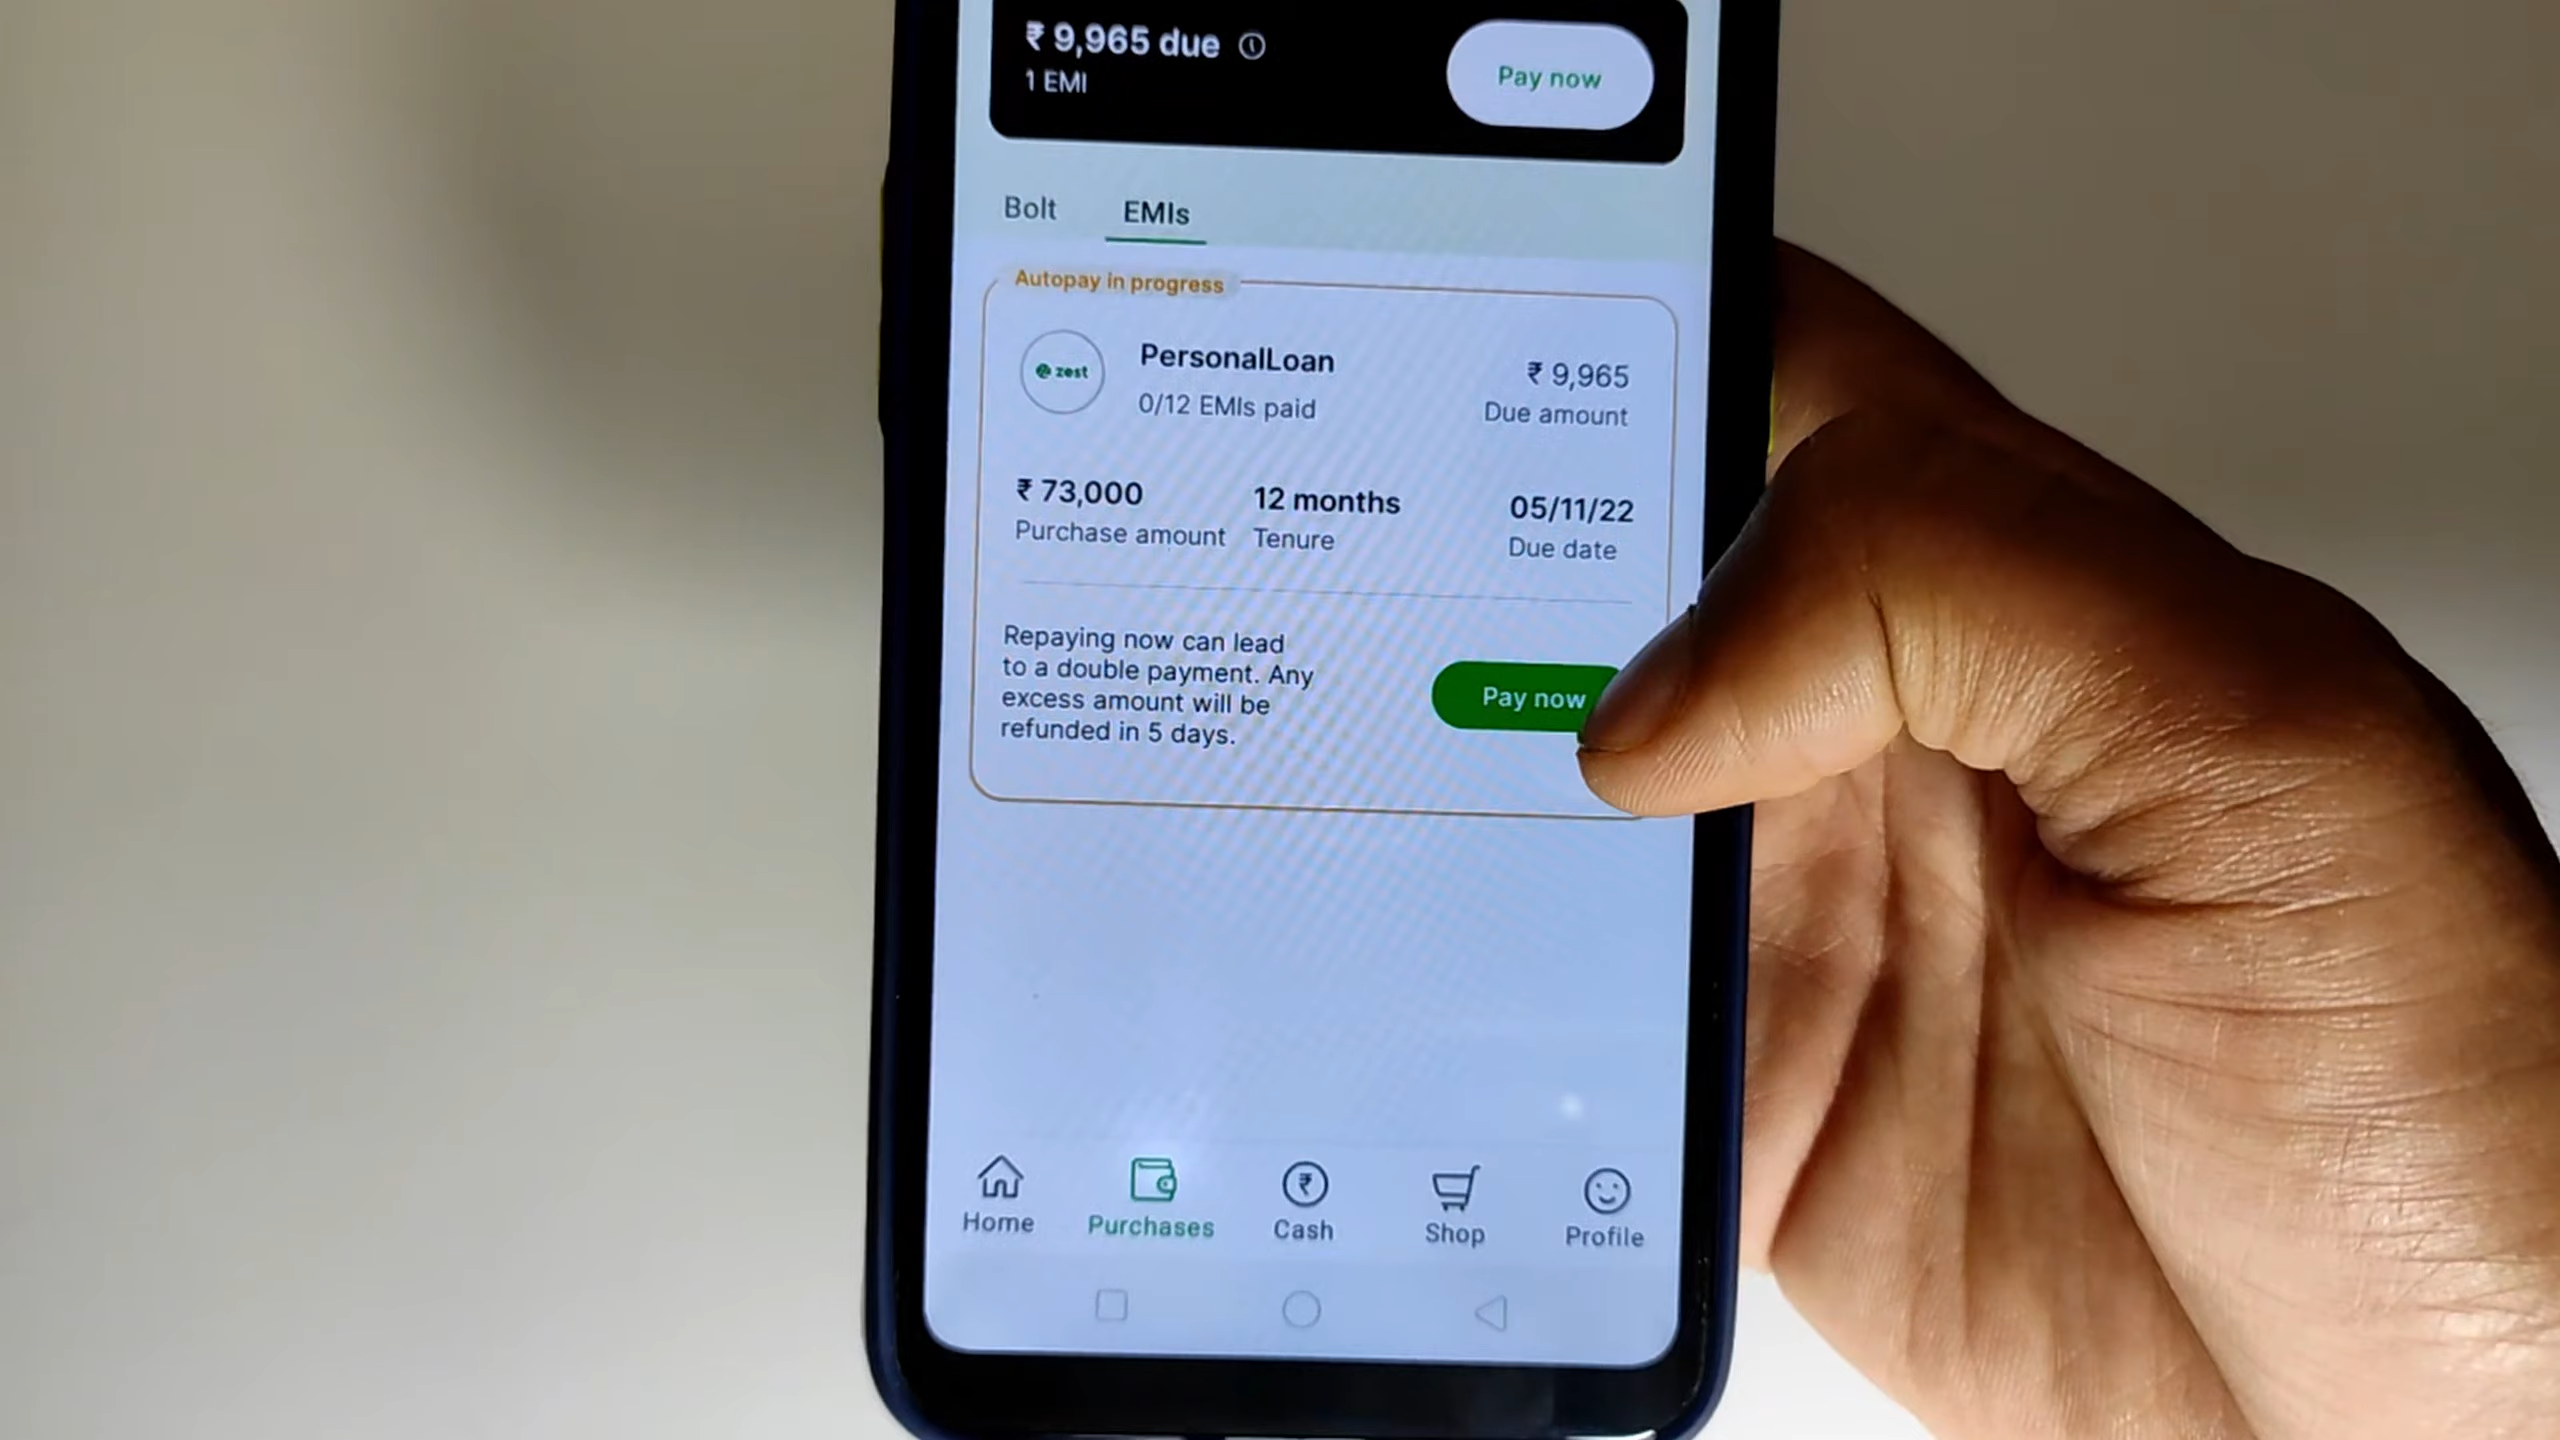 ₹ 9,965 due
1 EMI
Pay now
Bolt
EMIs
Autopay in progress
zest
PersonalLoan
0/12 EMIs paid
₹ 9,965
Due amount
₹ 73,000
Purchase amount
12 months
Tenure
05/11/22
Due date
Repaying now can lead
to a double payment. Any
excess amount will be
refunded in 5 days.
Pay now
Home
Purchases
Cash
Shop
Profile